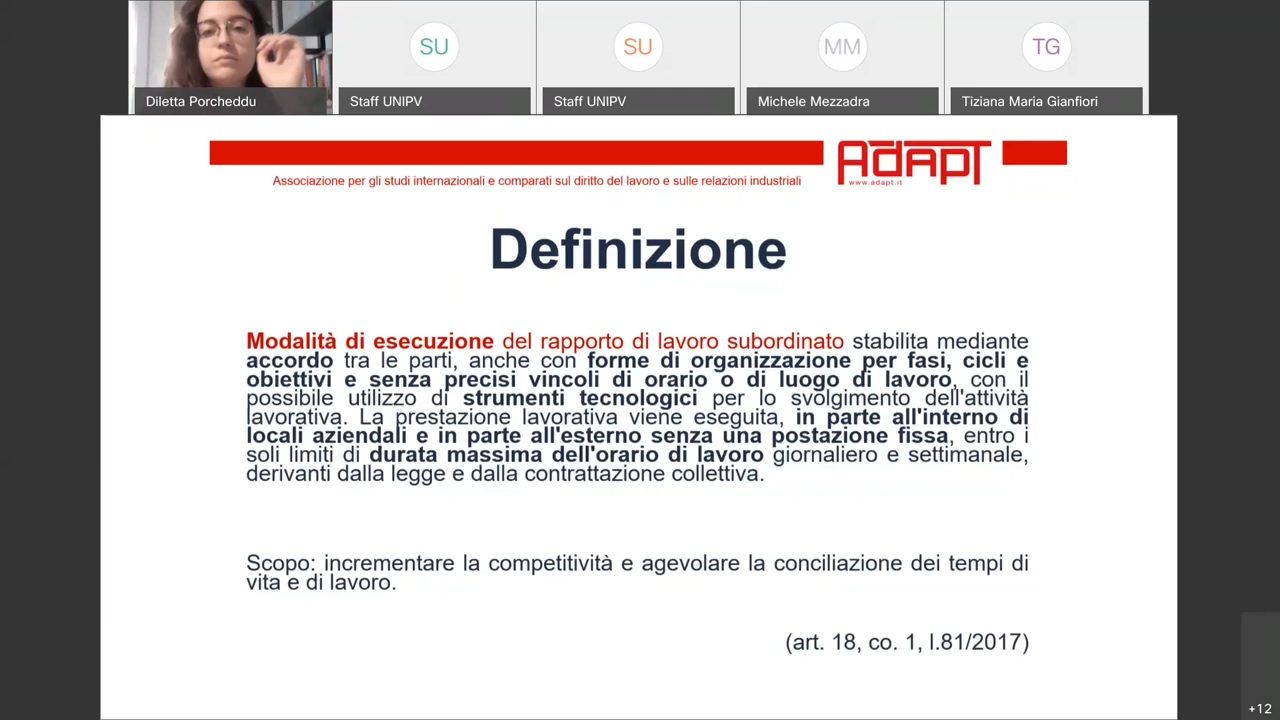 SU
SU
MM
TG
Diletta Porcheddu
Staff UNIPV
Staff UNIPV
Michele Mezzadra
Tiziana Maria Gianfiori
Associazione per gli studi internazionali e comparati sul diritto del lavoro e sulle relazioni industriali
AdAPT
www.adapt.it
Definizione
Modalità di esecuzione del rapporto di lavoro subordinato stabilita mediante
accordo tra le parti, anche con forme di organizzazione per fasi, cicli e
obiettivi e senza precisi vincoli di orario o di luogo di lavoro, con il
possibile utilizzo di strumenti tecnologici per lo svolgimento dell'attività
lavorativa. La prestazione lavorativa viene eseguita, in parte all'interno di
locali aziendali e in parte all'esterno senza una postazione fissa, entro i
soli limiti di durata massima dell'orario di lavoro giornaliero e settimanale,
derivanti dalla legge e dalla contrattazione collettiva.
Scopo: incrementare la competitività e agevolare la conciliazione dei tempi di
vita e di lavoro.
(art. 18, co. 1, l.81/2017)
+12